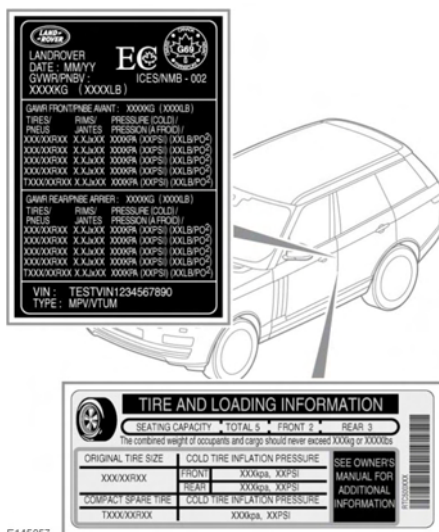 LAND-
ROVER
LANDROVER
DATE : MM/YY
GVWR/PNBV :
XXXXKG (XXXXLB)
EC
G69
ICES/NMB - 002
GAWR FRONT/PNBE AVANT : XXXXKG (XXXXLB)
TIRES/ RIMS/ PRESSURE (COLD)/
PNEUS JANTES PRESSION (A FROID)/
XXX/XXRXX X.XJxXX XXXKPA (XXPSI) (XXLB/PO2)
XXX/XXRXX X.XJxXX XXXKPA (XXPSI) (XXLB/PO2)
XXX/XXRXX X.XJxXX XXXKPA (XXPSI) (XXLB/PO2)
XXX/XXRXX X.XJxXX XXXKPA (XXPSI) (XXLB/PO2)
TXXX/XXRXX X.XJxXX XXXKPA (XXPSI) (XXLB/PO2)
GAWR REAR/PNBE ARRIER : XXXXKG (XXXXLB)
TIRES/ RIMS/ PRESSURE (COLD)/
PNEUS JANTES PRESSION (A FROID)/
XXX/XXRXX X.XJxXX XXXKPA (XXPSI) (XXLB/PO2)
XXX/XXRXX X.XJxXX XXXKPA (XXPSI) (XXLB/PO2)
XXX/XXRXX X.XJxXX XXXKPA (XXPSI) (XXLB/PO2)
XXX/XXRXX X.XJxXX XXXKPA (XXPSI) (XXLB/PO2)
TXXX/XXRXX X.XJxXX XXXKPA (XXPSI) (XXLB/PO2)
VIN : TESTVIN1234567890
TYPE : MPV/VTUM
TIRE AND LOADING INFORMATION
SEATING CAPACITY TOTAL 5 FRONT 2 REAR 3
The combined weight of occupants and cargo should never exceed XXXkg or XXXXlbs
ORIGINAL TIRE SIZE COLD TIRE INFLATION PRESSURE
XXX/XXRXX
FRONT XXXkpa, XXPSI
REAR XXXkpa, XXPSI
COMPACT SPARE TIRE COLD TIRE INFLATION PRESSURE
TXXX/XXRXX XXXkpa, XXPSI
SEE OWNER'S
MANUAL FOR
ADDITIONAL
INFORMATION